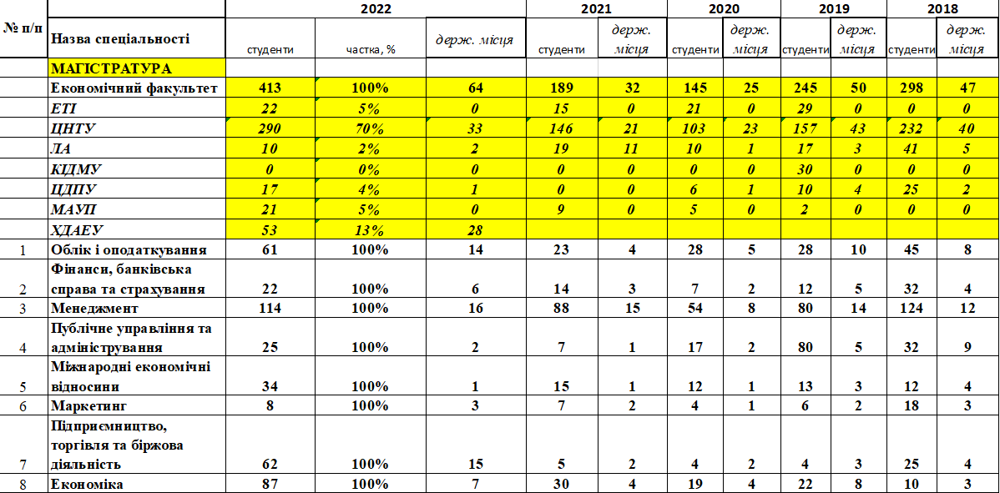 2022 2021 2020 2019 2018
№ п/п Назва спеціальності студенти частка, % держ. місця студенти держ. місця студенти держ. місця студенти держ. місця студенти держ. місця
МАГІСТРАТУРА
Економічний факультет 413 100% 64 189 32 145 25 245 50 298 47
ЕТІ 22 5% 0 15 0 21 0 29 0 0 0
ЦНТУ 290 70% 33 146 21 103 23 157 43 232 40
ЛА 10 2% 2 19 11 10 1 17 3 41 5
КІДМУ 0 0% 0 0 0 0 0 30 0 0 0
ЦДПУ 17 4% 1 0 0 6 1 10 4 25 2
МАУП 21 5% 0 9 0 5 0 2 0 0 0
ХДАЕУ 53 13% 28
1 Облік і оподаткування 61 100% 14 23 4 28 5 28 10 45 8
Фінанси, банківська
2 справа та страхування 22 100% 6 14 3 7 2 12 5 32 4
3 Менеджмент 114 100% 16 88 15 54 8 80 14 124 12
Публічне управління та
4 адміністрування 25 100% 2 7 1 17 2 80 5 32 9
Міжнародні економічні
5 відносини 34 100% 1 15 1 12 1 13 3 12 4
6 Маркетинг 8 100% 3 7 2 4 1 6 2 18 3
Підприємництво,
торгівля та біржова
7 діяльність 62 100% 15 5 2 4 2 4 3 25 4
8 Економіка 87 100% 7 30 4 19 4 22 8 10 3